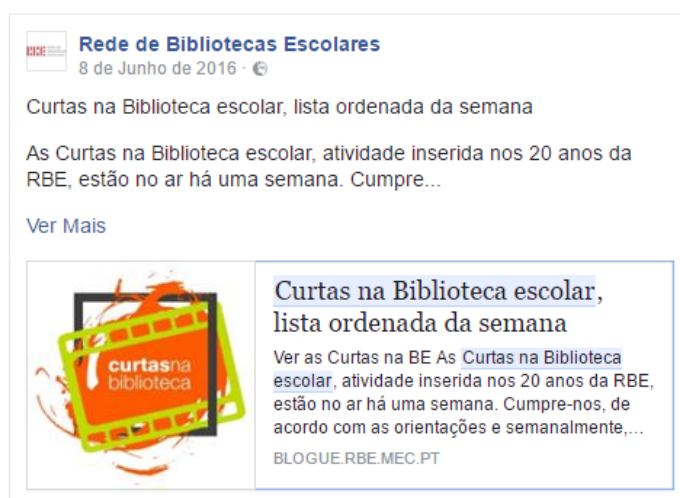 RBE
Rede de Bibliotecas Escolares
8 de Junho de 2016 ·
Curtas na Biblioteca escolar, lista ordenada da semana
As Curtas na Biblioteca escolar, atividade inserida nos 20 anos da
RBE, estão no ar há uma semana. Cumpre...
Ver Mais
curtasna
biblioteca
Curtas na Biblioteca escolar,
lista ordenada da semana
Ver as Curtas na BE As Curtas na Biblioteca
escolar, atividade inserida nos 20 anos da RBE,
estão no ar há uma semana. Cumpre-nos, de
acordo com as orientações e semanalmente,...
BLOGUE.RBE.MEC.PT